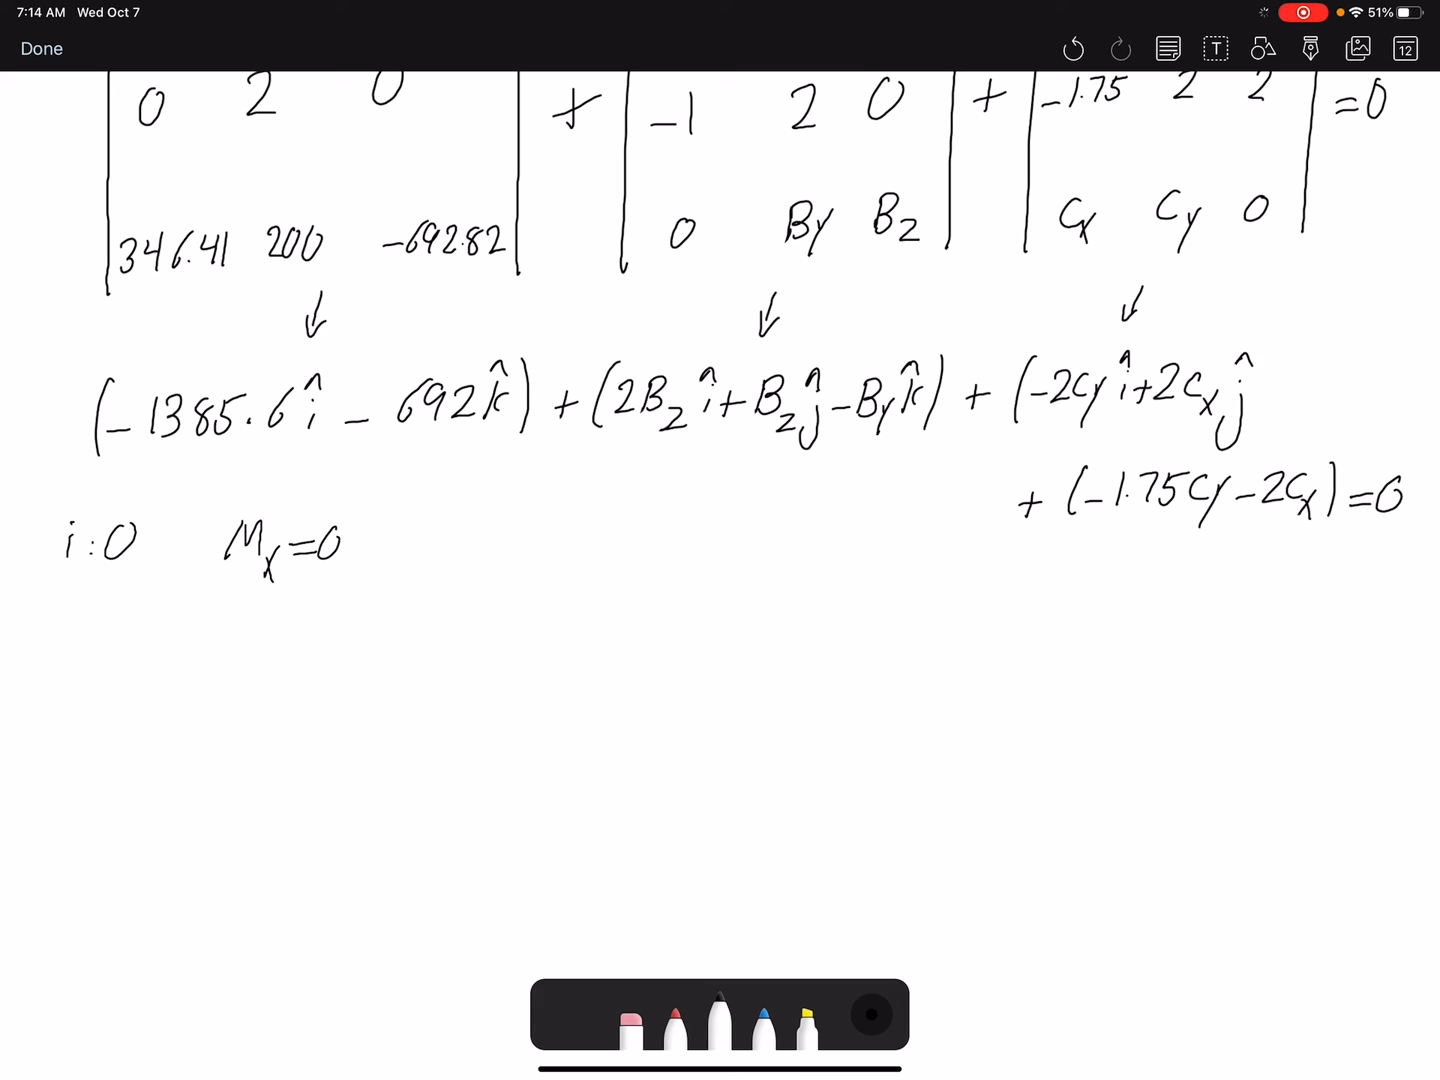 7:14 AM Wed Oct 7 51%
Done T 12
| 0 2 0 | + | -1 2 0 | + | -1.75 2 2 | =0
| 346.41 200 -692.82 | | 0 By Bz | | Cx Cy 0 |
↓ ↓ ↓
(-1385.6î - 692k̂) + (2Bz î + Bz ĵ - By k̂) + (-2Cy î + 2Cx ĵ
+ (-1.75Cy - 2Cx) = 0
i : 0 Mx = 0